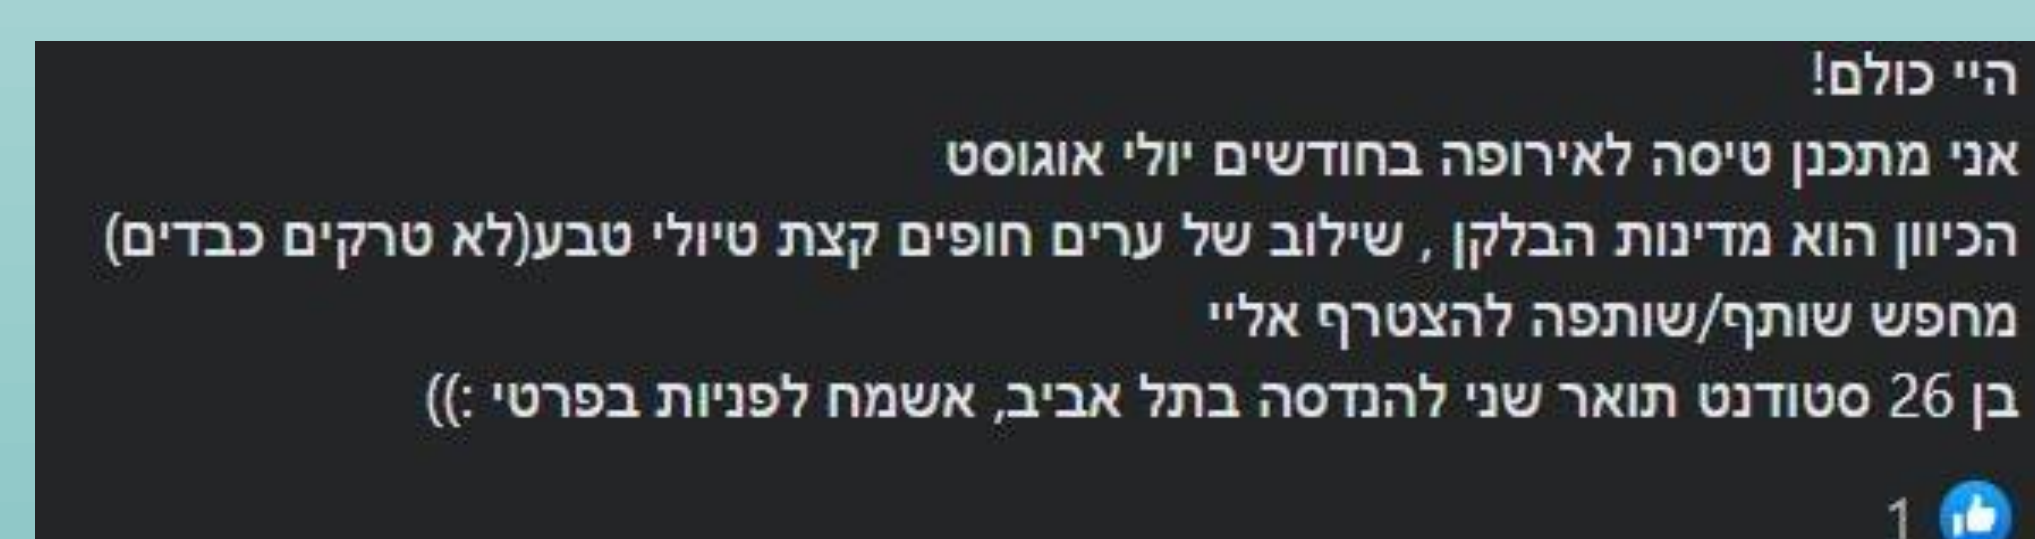 היי כולם!
אני מתכנן טיסה לאירופה בחודשים יולי אוגוסט
הכיוון הוא מדינות הבלקן , שילוב של ערים חופים קצת טיולי טבע(לא טרקים כבדים)
מחפש שותף/שותפה להצטרף אליי
בן 26 סטודנט תואר שני להנדסה בתל אביב, אשמח לפניות בפרטי :))
1